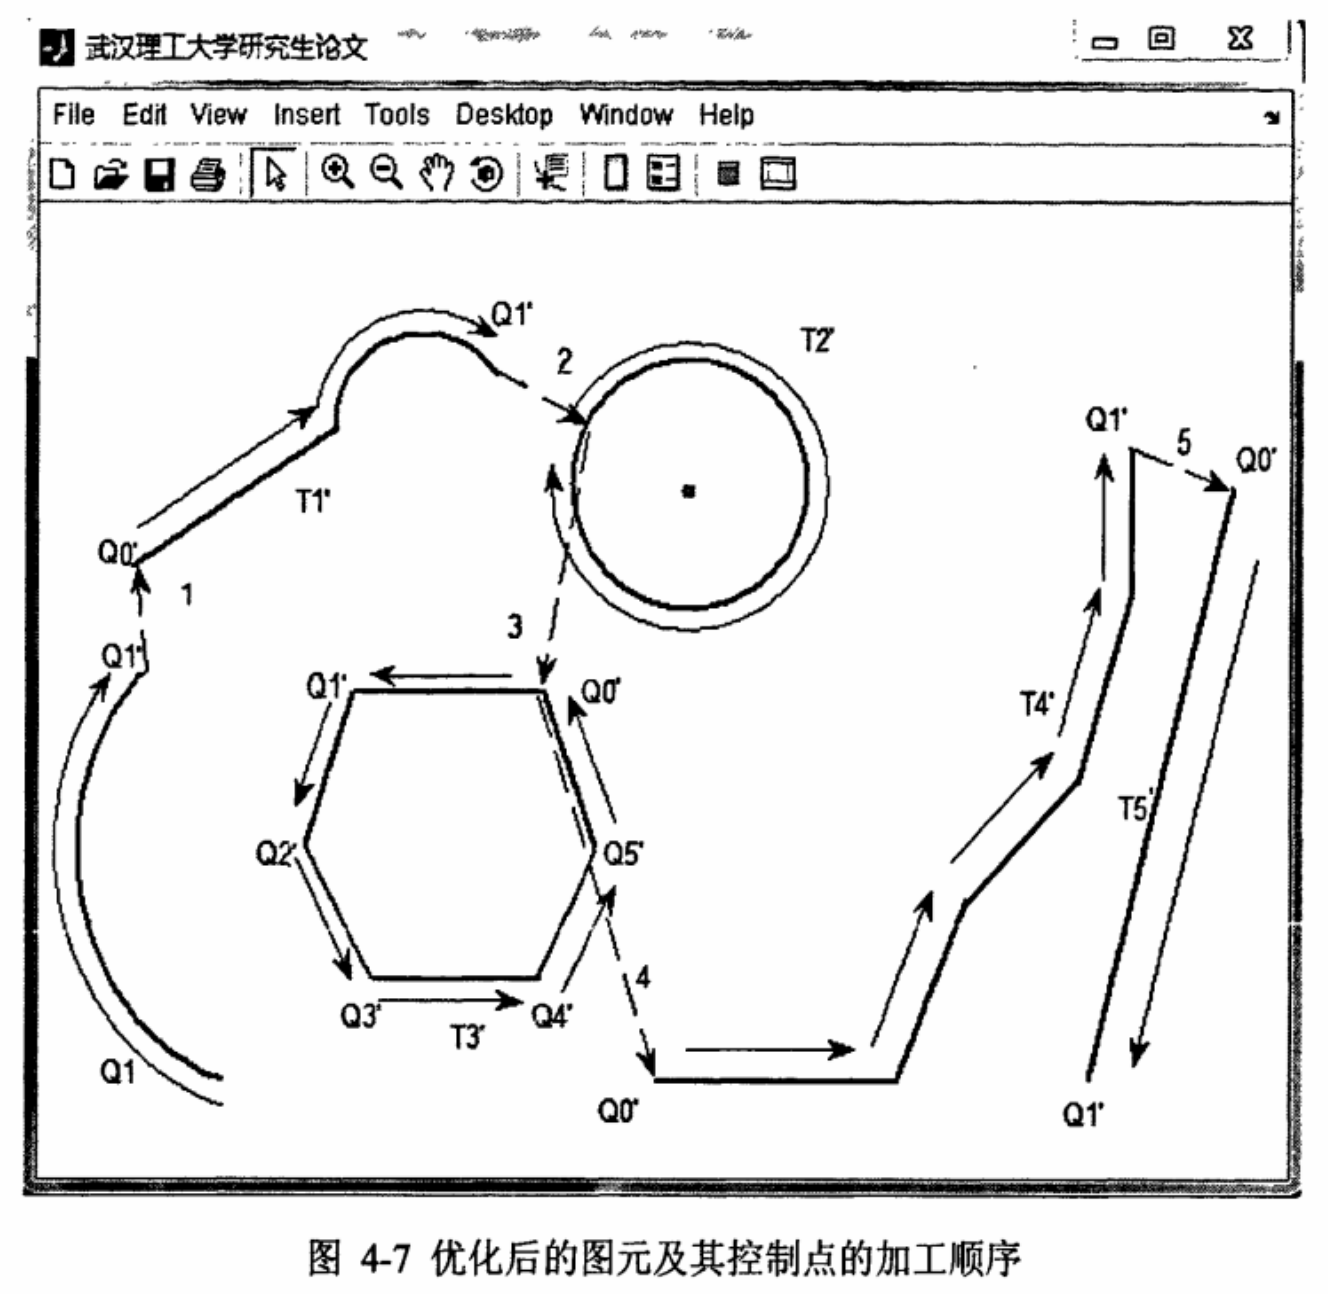 武汉理工大学研究生论文
File Edit View Insert Tools Desktop Window Help
Q1'
2
T2'
Q1'
5
Q0'
T1'
Q0'
1
3
Q1'
Q1'
Q0'
T4'
T5'
Q2'
Q5'
4
Q3'
T3'
Q4'
Q1
Q0'
Q1'
图 4-7 优化后的图元及其控制点的加工顺序